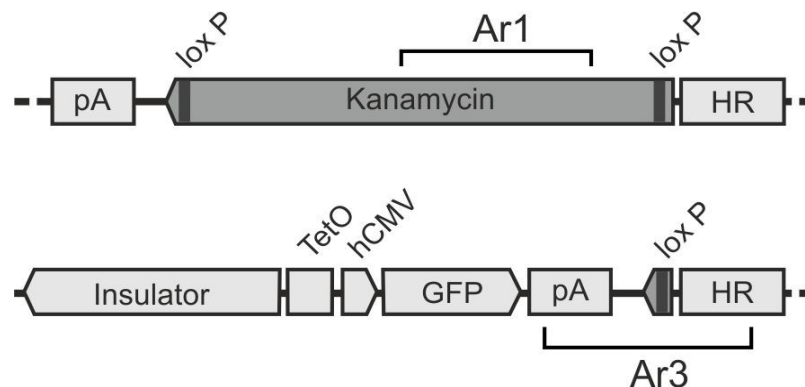 lox P
Ar1
lox P
pA
Kanamycin
HR
TetO
hCMV
lox P
Insulator
GFP
pA
HR
Ar3